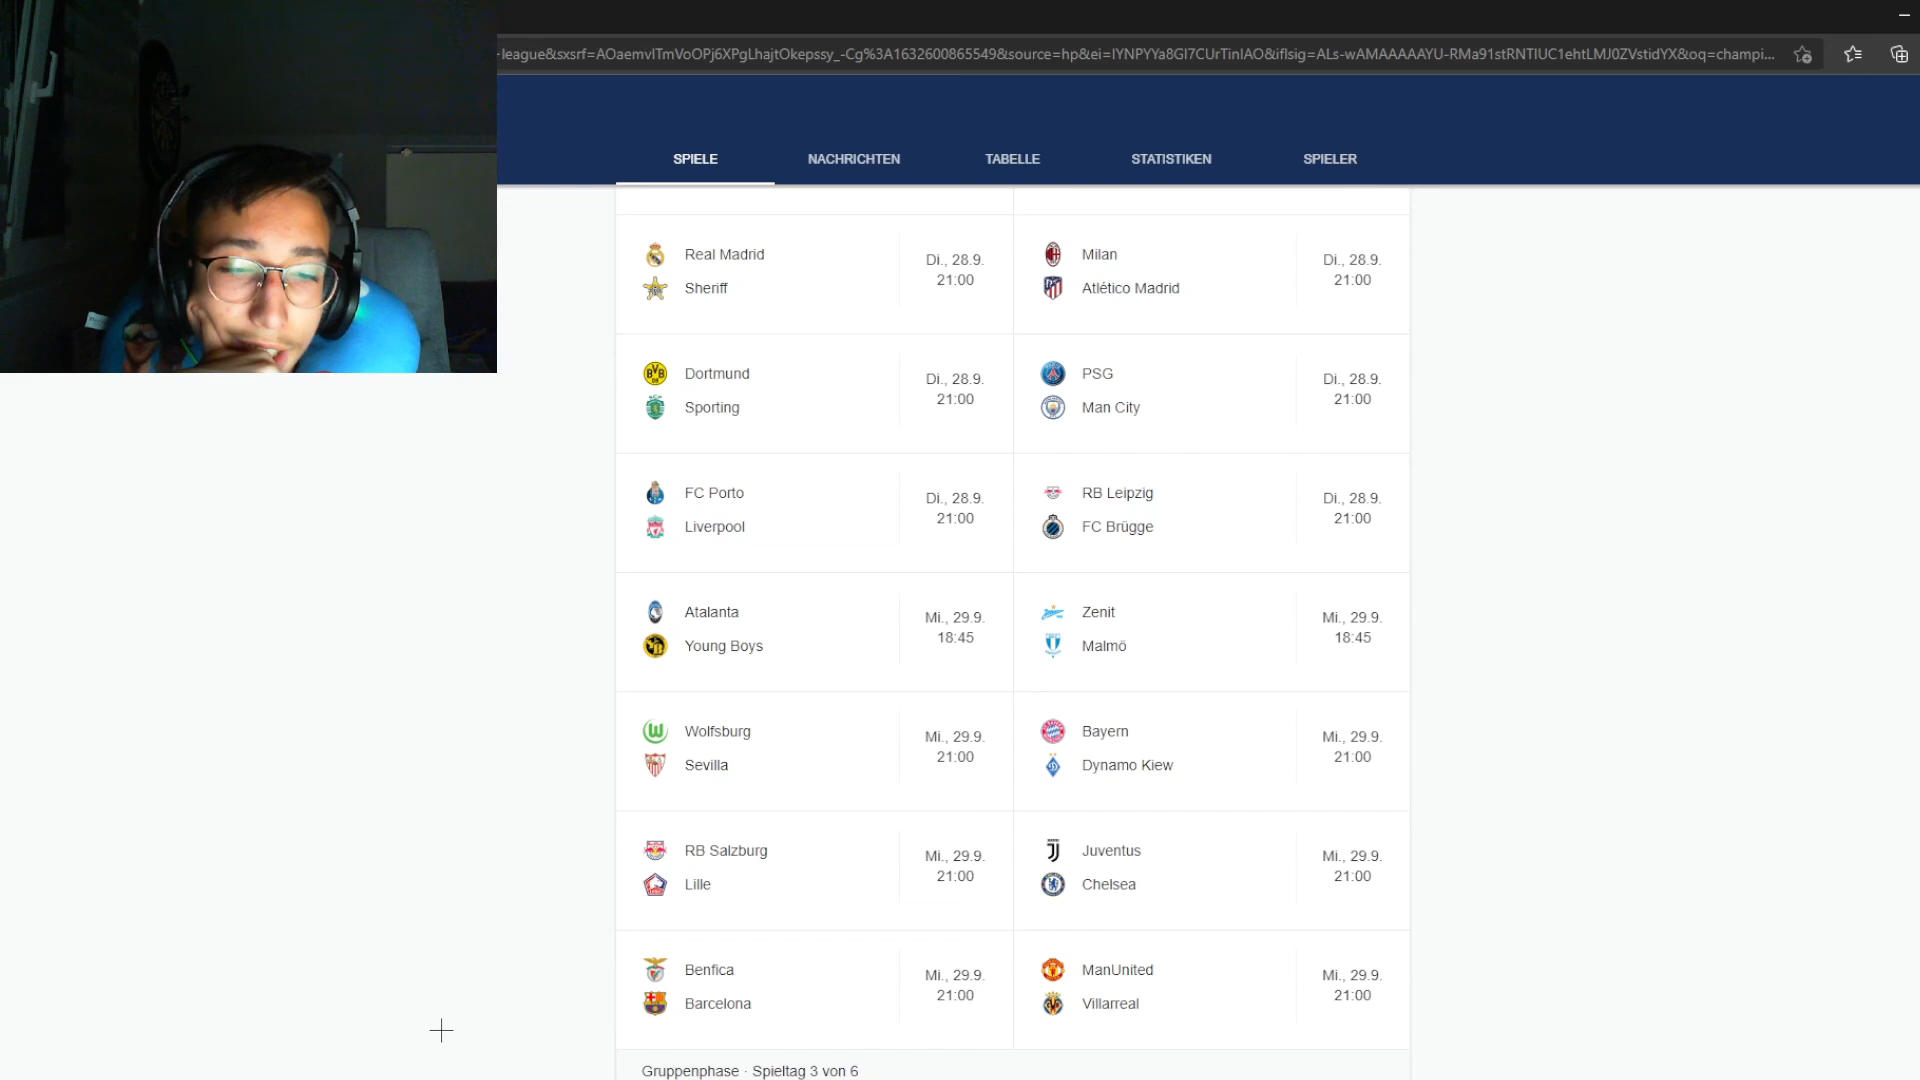 -league&sxsrf=AOaemvITmVoOPj6XPgLhajtOkepssy_-Cg%3A1632600865549&source=hp&ei=IYNPYYa8GI7CUrTinIAO&iflsig=ALs-wAMAAAAAYU-RMa91stRNTIUC1ehtLMJ0ZVstidYX&oq=champi...
SPIELE NACHRICHTEN TABELLE STATISTIKEN SPIELER
Real Madrid
Sheriff
Di., 28.9.
21:00
Milan
Atlético Madrid
Di., 28.9.
21:00
Dortmund
Sporting
Di., 28.9.
21:00
PSG
Man City
Di., 28.9.
21:00
FC Porto
Liverpool
Di., 28.9.
21:00
RB Leipzig
FC Brügge
Di., 28.9.
21:00
Atalanta
Young Boys
Mi., 29.9.
18:45
Zenit
Malmö
Mi., 29.9.
18:45
Wolfsburg
Sevilla
Mi., 29.9.
21:00
Bayern
Dynamo Kiew
Mi., 29.9.
21:00
RB Salzburg
Lille
Mi., 29.9.
21:00
Juventus
Chelsea
Mi., 29.9.
21:00
Benfica
Barcelona
Mi., 29.9.
21:00
ManUnited
Villarreal
Mi., 29.9.
21:00
Gruppenphase · Spieltag 3 von 6